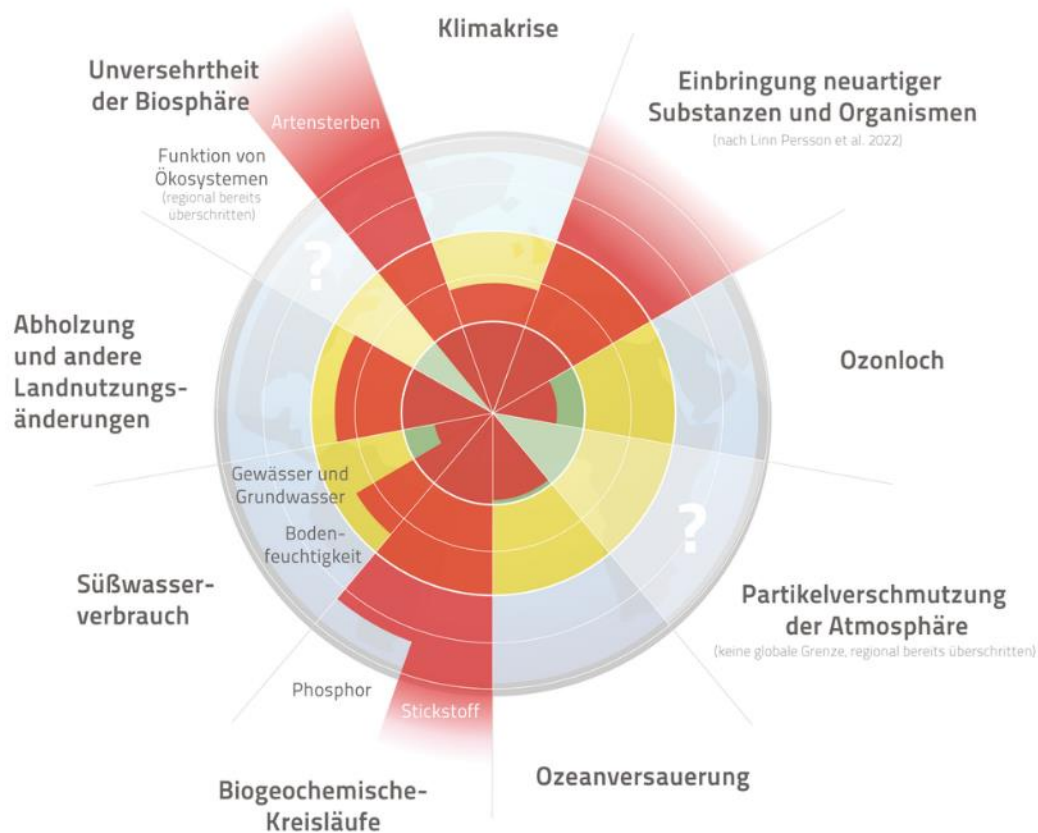 Klimakrise
Unversehrtheit
der Biosphäre
Artensterben
Funktion von
Ökosystemen
(regional bereits
überschritten)
?
Einbringung neuartiger
Substanzen und Organismen
(nach Linn Persson et al. 2022)
Abholzung
und andere
Landnutzungs-
änderungen
Ozonloch
Gewässer und
Grundwasser
Boden-
feuchtigkeit
?
Süßwasser-
verbrauch
Partikelverschmutzung
der Atmosphäre
(keine globale Grenze, regional bereits überschritten)
Phosphor
Stickstoff
Biogeochemische-
Kreisläufe
Ozeanversauerung